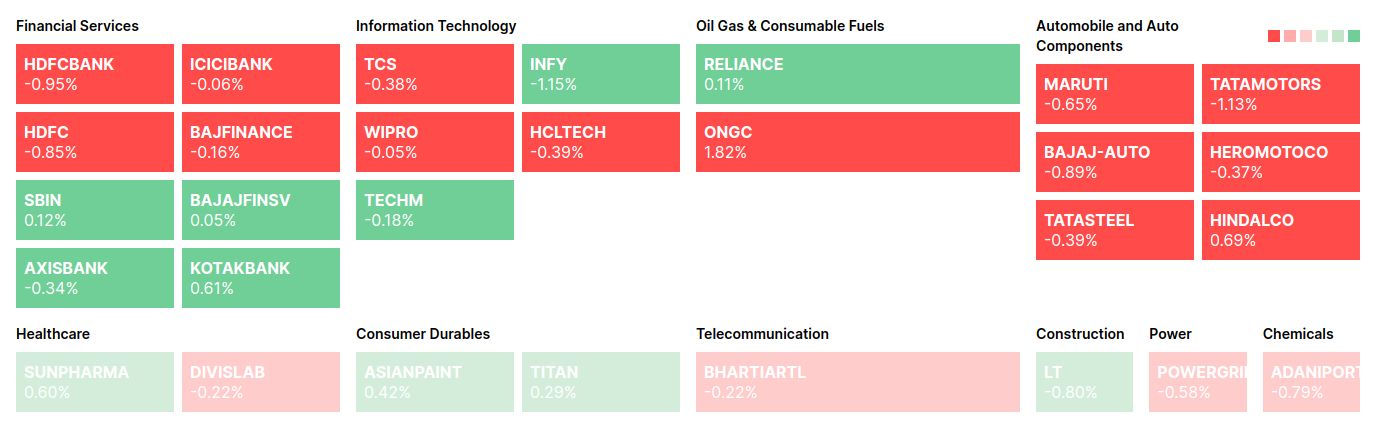 Financial Services
HDFCBANK
-0.95%
ICICIBANK
-0.06%
HDFC
-0.85%
BAJFINANCE
-0.16%
SBIN
0.12%
BAJAJFINSV
0.05%
AXISBANK
-0.34%
KOTAKBANK
0.61%
Information Technology
TCS
-0.38%
INFY
-1.15%
WIPRO
-0.05%
HCLTECH
-0.39%
TECHM
-0.18%
Oil Gas & Consumable Fuels
RELIANCE
0.11%
ONGC
1.82%
Automobile and Auto
Components
MARUTI
-0.65%
TATAMOTORS
-1.13%
BAJAJ-AUTO
-0.89%
HEROMOTOCO
-0.37%
TATASTEEL
-0.39%
HINDALCO
0.69%
Healthcare
SUNPHARMA
0.60%
DIVISLAB
-0.22%
Consumer Durables
ASIANPAINT
0.42%
TITAN
0.29%
Telecommunication
BHARTIARTL
-0.22%
Construction
LT
-0.80%
Power
POWERGRI
-0.58%
Chemicals
ADANIPORT
-0.79%